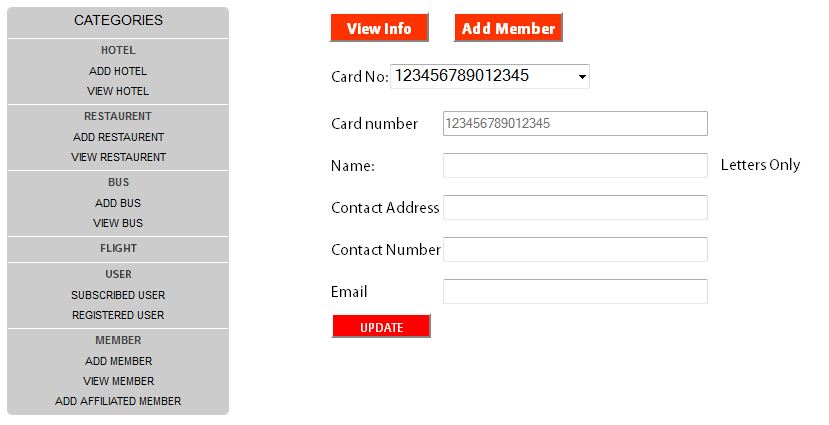 CATEGORIES
HOTEL
ADD HOTEL
VIEW HOTEL
RESTAURENT
ADD RESTAURENT
VIEW RESTAURENT
BUS
ADD BUS
VIEW BUS
FLIGHT
USER
SUBSCRIBED USER
REGISTERED USER
MEMBER
ADD MEMBER
VIEW MEMBER
ADD AFFILIATED MEMBER
View Info Add Member
Card No: 123456789012345
Card number 123456789012345
Name: Letters Only
Contact Address
Contact Number
Email
UPDATE